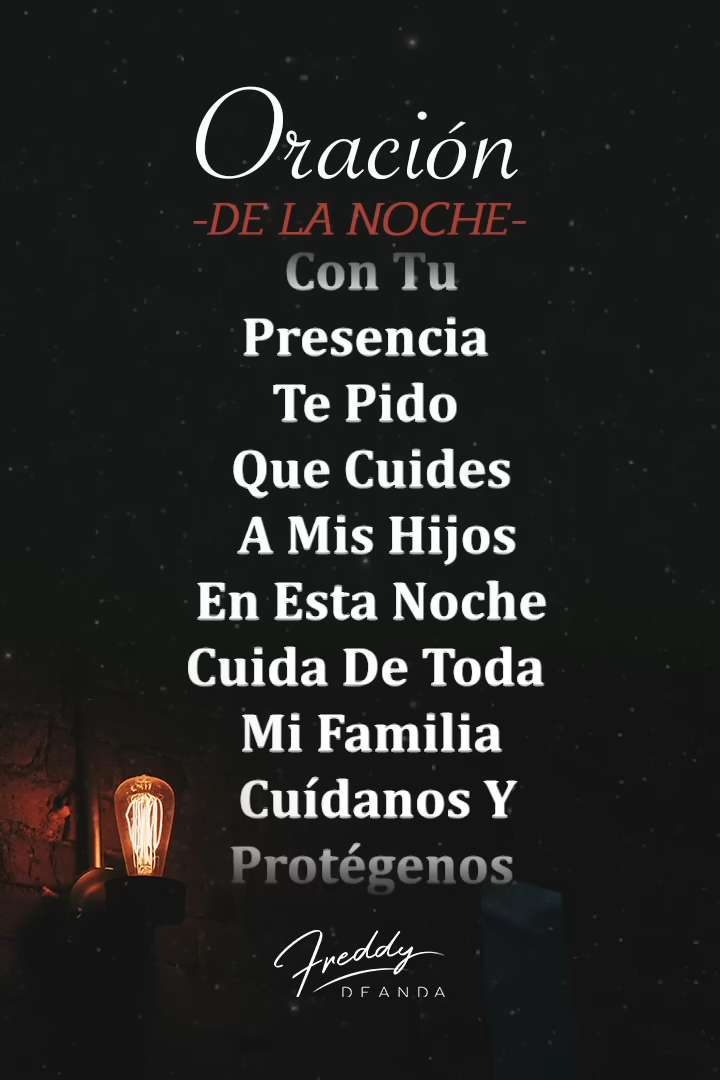 Oración
-DE LA NOCHE-
Con Tu
Presencia
Te Pido
Que Cuides
A Mis Hijos
En Esta Noche
Cuida De Toda
Mi Familia
Cuídanos Y
Protégenos
Freddy
DEANDA